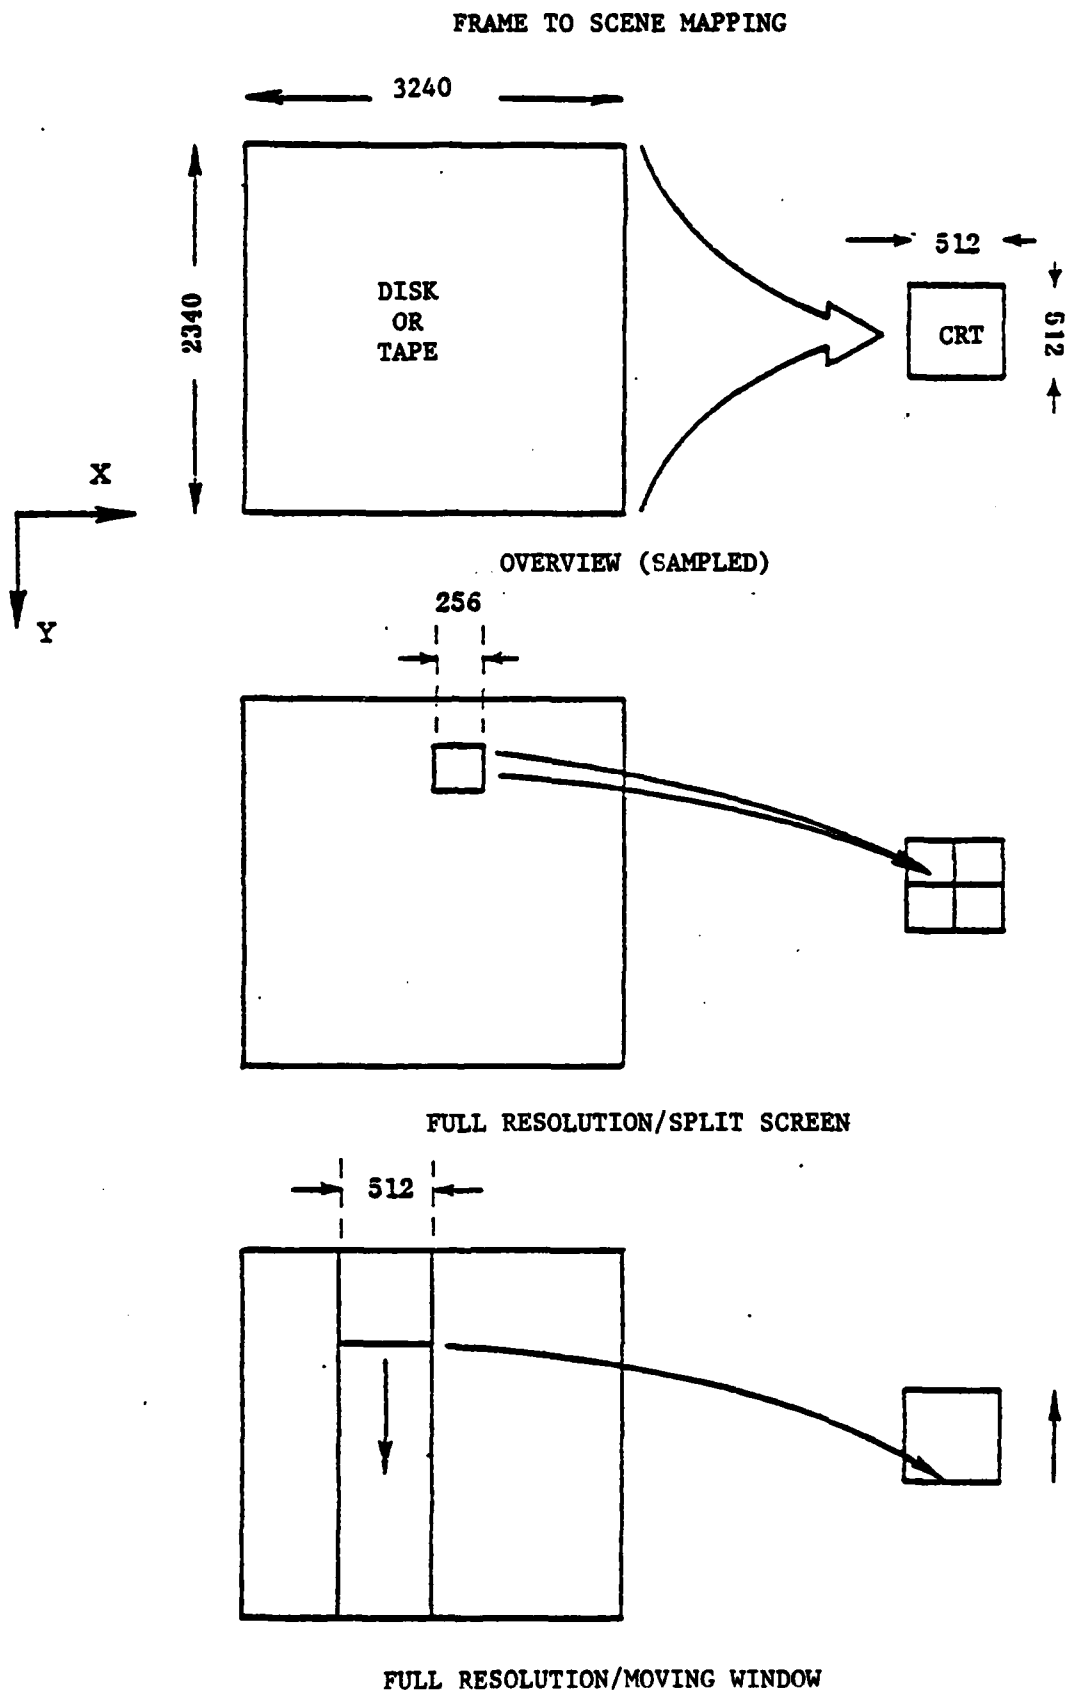 FRAME TO SCENE MAPPING
3240
2340
DISK
OR
TAPE
512
CRT
512
X
Y
OVERVIEW (SAMPLED)
256
FULL RESOLUTION/SPLIT SCREEN
512
FULL RESOLUTION/MOVING WINDOW